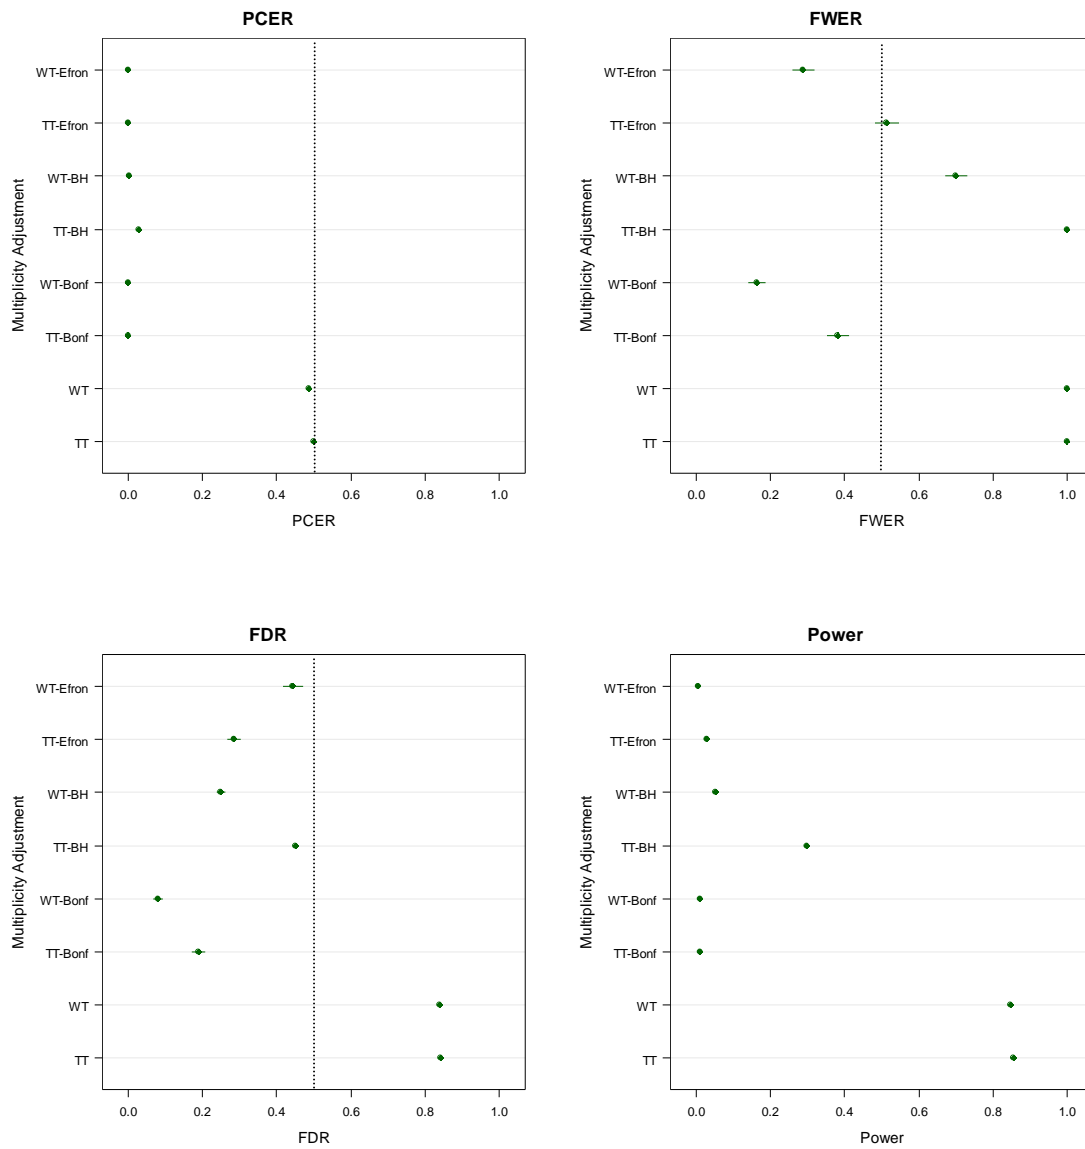 PCER
Multiplicity Adjustment
WT-Efron
TT-Efron
WT-BH
TT-BH
WT-Bonf
TT-Bonf
WT
TT
0.0 0.2 0.4 0.6 0.8 1.0
PCER
FWER
Multiplicity Adjustment
WT-Efron
TT-Efron
WT-BH
TT-BH
WT-Bonf
TT-Bonf
WT
TT
0.0 0.2 0.4 0.6 0.8 1.0
FWER
FDR
Multiplicity Adjustment
WT-Efron
TT-Efron
WT-BH
TT-BH
WT-Bonf
TT-Bonf
WT
TT
0.0 0.2 0.4 0.6 0.8 1.0
FDR
Power
Multiplicity Adjustment
WT-Efron
TT-Efron
WT-BH
TT-BH
WT-Bonf
TT-Bonf
WT
TT
0.0 0.2 0.4 0.6 0.8 1.0
Power